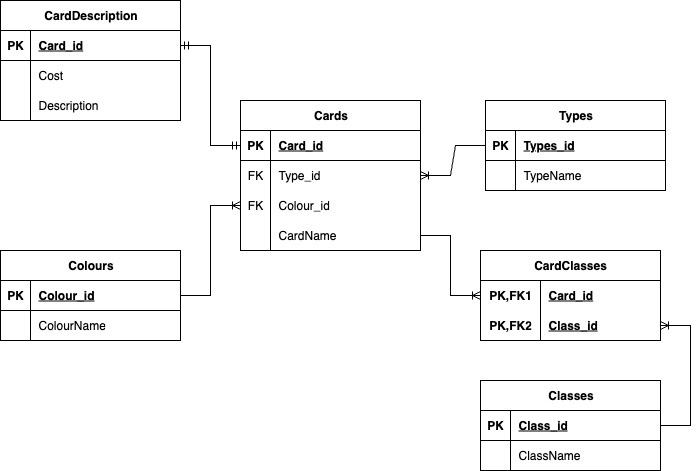 CardDescription
PK Card_id
Cost
Description
Cards
PK Card_id
FK Type_id
FK Colour_id
CardName
Types
PK Types_id
TypeName
Colours
PK Colour_id
ColourName
CardClasses
PK,FK1 Card_id
PK,FK2 Class_id
Classes
PK Class_id
ClassName